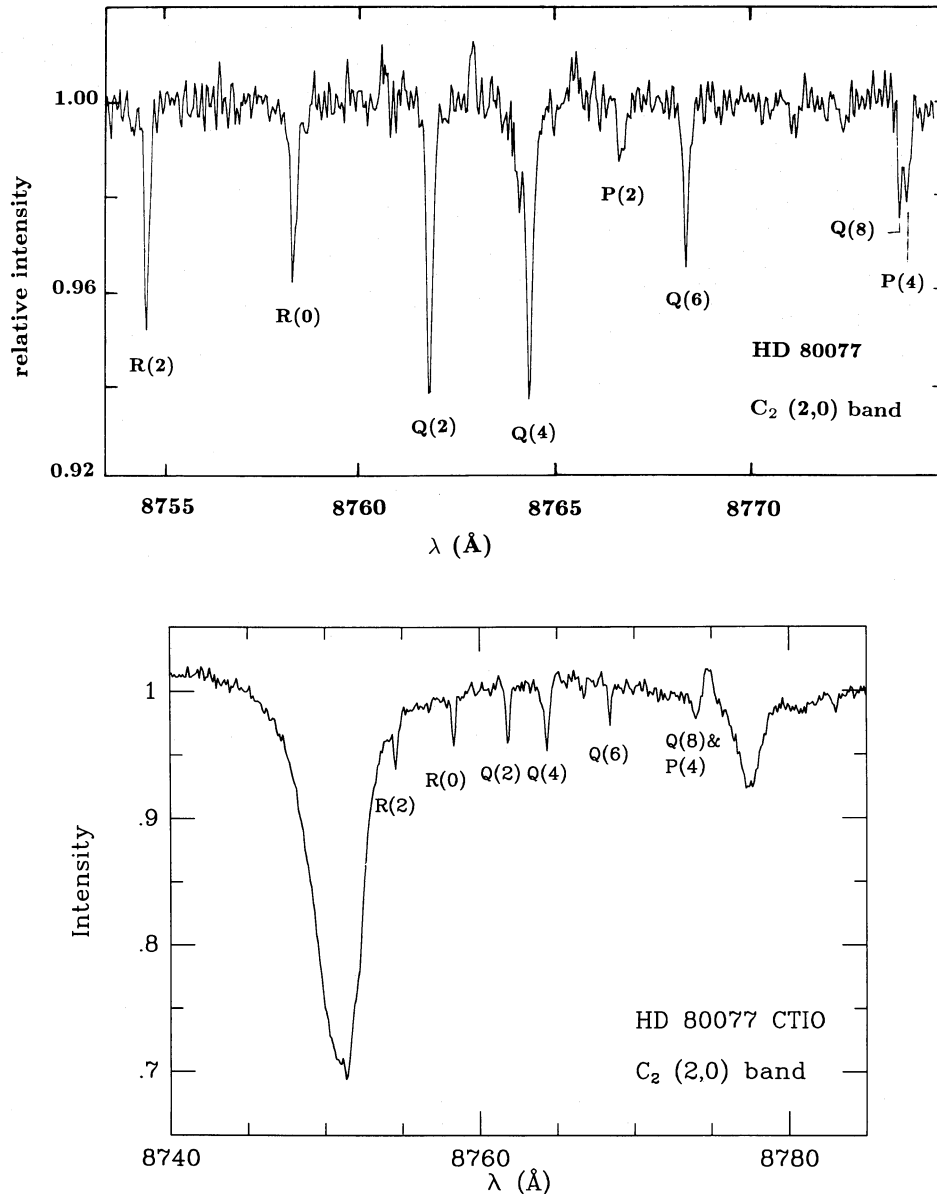 1.00
0.96
0.92
relative intensity
R(2)
R(0)
Q(2)
Q(4)
P(2)
Q(6)
Q(8)
P(4)
HD 80077
C₂ (2,0) band
8755
8760
8765
8770
λ (Å)
1
.9
.8
.7
Intensity
R(2)
R(0)
Q(2)
Q(4)
Q(6)
Q(8)&
P(4)
HD 80077 CTIO
C₂ (2,0) band
8740
8760
8780
λ (Å)